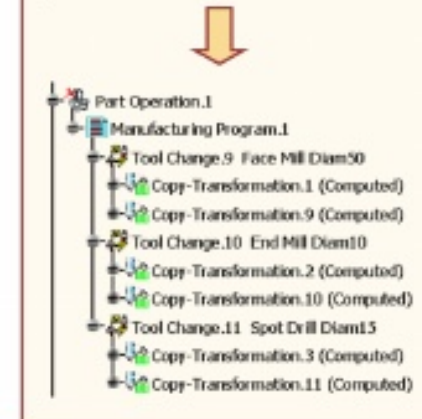 Part Operation.1
Manufacturing Program.1
Tool Change.9 Face Mill Diam50
Copy-Transformation.1 (Computed)
Copy-Transformation.9 (Computed)
Tool Change.10 End Mill Diam10
Copy-Transformation.2 (Computed)
Copy-Transformation.10 (Computed)
Tool Change.11 Spot Drill Diam15
Copy-Transformation.3 (Computed)
Copy-Transformation.11 (Computed)